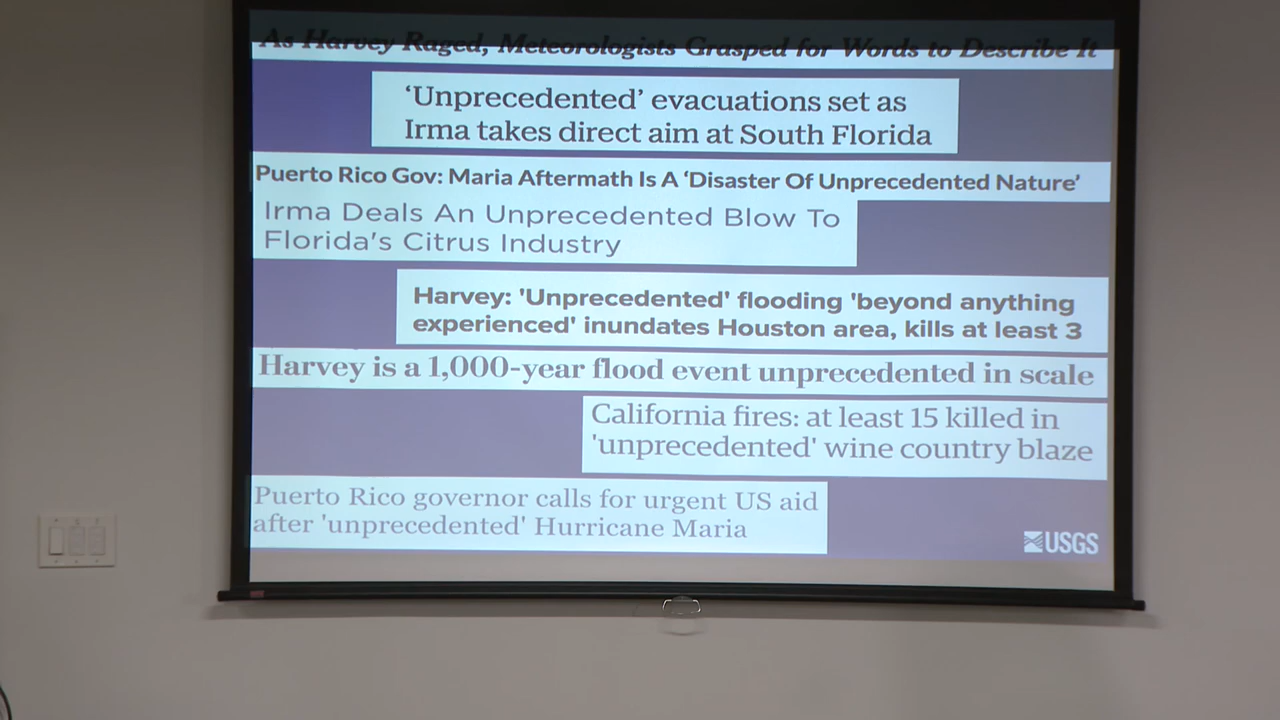 As Harvey Raged, Meteorologists Grasped for Words to Describe It
‘Unprecedented’ evacuations set as
Irma takes direct aim at South Florida
Puerto Rico Gov: Maria Aftermath Is A ‘Disaster Of Unprecedented Nature’
Irma Deals An Unprecedented Blow To
Florida's Citrus Industry
Harvey: 'Unprecedented' flooding 'beyond anything
experienced' inundates Houston area, kills at least 3
Harvey is a 1,000-year flood event unprecedented in scale
California fires: at least 15 killed in
'unprecedented' wine country blaze
Puerto Rico governor calls for urgent US aid
after 'unprecedented' Hurricane Maria
USGS